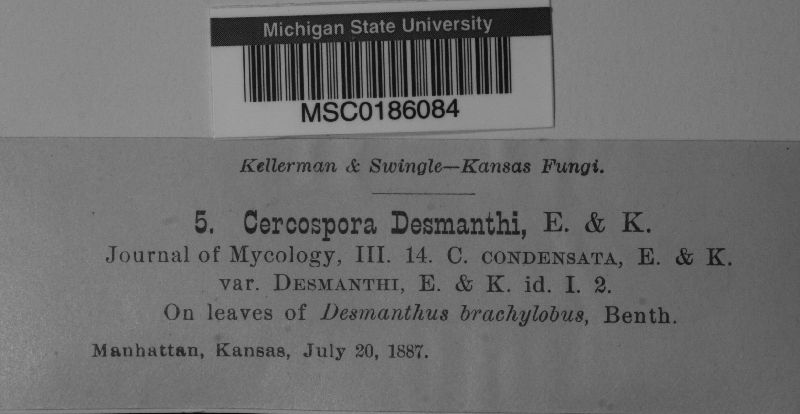 Michigan State University
MSC0186084
Kellerman & Swingle—Kansas Fungi.
5. Cercospora Desmanthi, E. & K.
Journal of Mycology, III. 14. C. CONDENSATA, E. & K.
var. DESMANTHI, E. & K. id. I. 2.
On leaves of Desmanthus brachylobus, Benth.
Manhattan, Kansas, July 20, 1887.